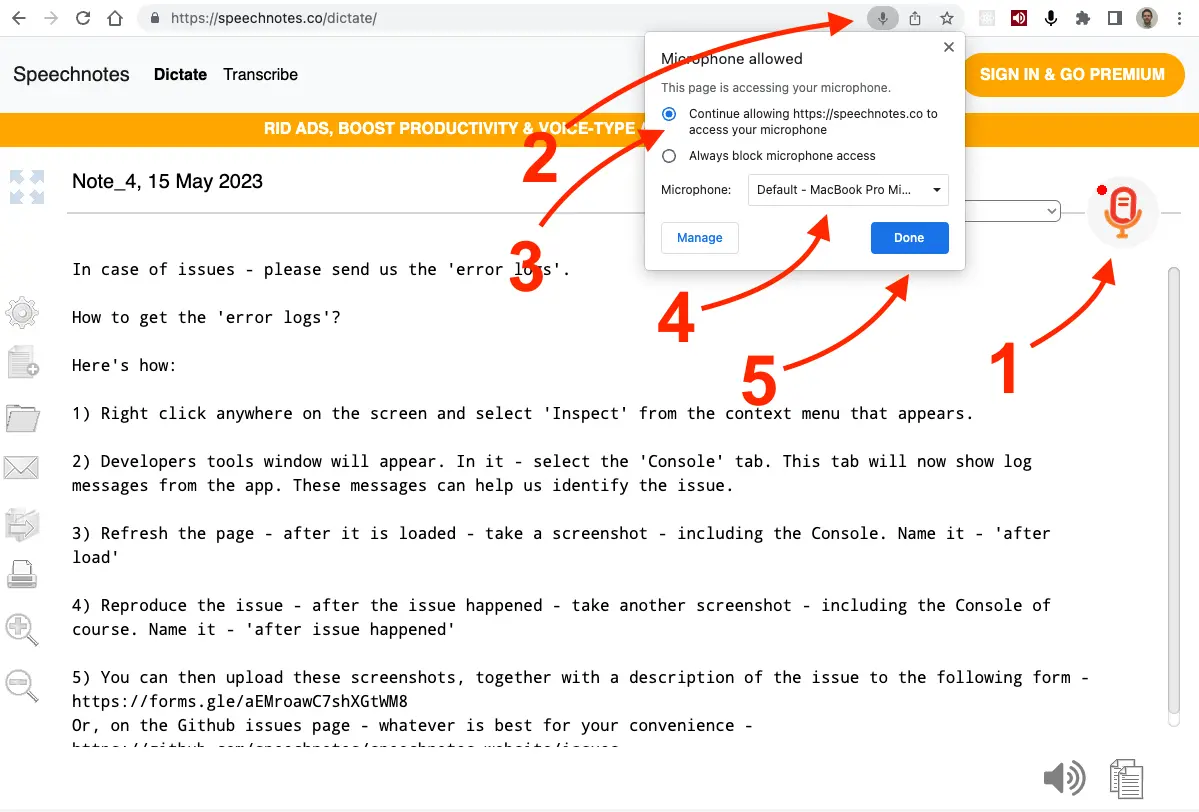 https://speechnotes.co/dictate/
Speechnotes Dictate Transcribe
SIGN IN & GO PREMIUM
RID ADS, BOOST PRODUCTIVITY & VOICE-TYPE
Microphone allowed
This page is accessing your microphone.
Continue allowing https://speechnotes.co to
access your microphone
Always block microphone access
Microphone: Default - MacBook Pro Mi...
Manage Done
2
3
4
5
1
Note_4, 15 May 2023
In case of issues - please send us the 'error logs'.
How to get the 'error logs'?
Here's how:
1) Right click anywhere on the screen and select 'Inspect' from the context menu that appears.
2) Developers tools window will appear. In it - select the 'Console' tab. This tab will now show log
messages from the app. These messages can help us identify the issue.
3) Refresh the page - after it is loaded - take a screenshot - including the Console. Name it - 'after
load'
4) Reproduce the issue - after the issue happened - take another screenshot - including the Console of
course. Name it - 'after issue happened'
5) You can then upload these screenshots, together with a description of the issue to the following form -
https://forms.gle/aEMroawC7shXGtWM8
Or, on the Github issues page - whatever is best for your convenience -